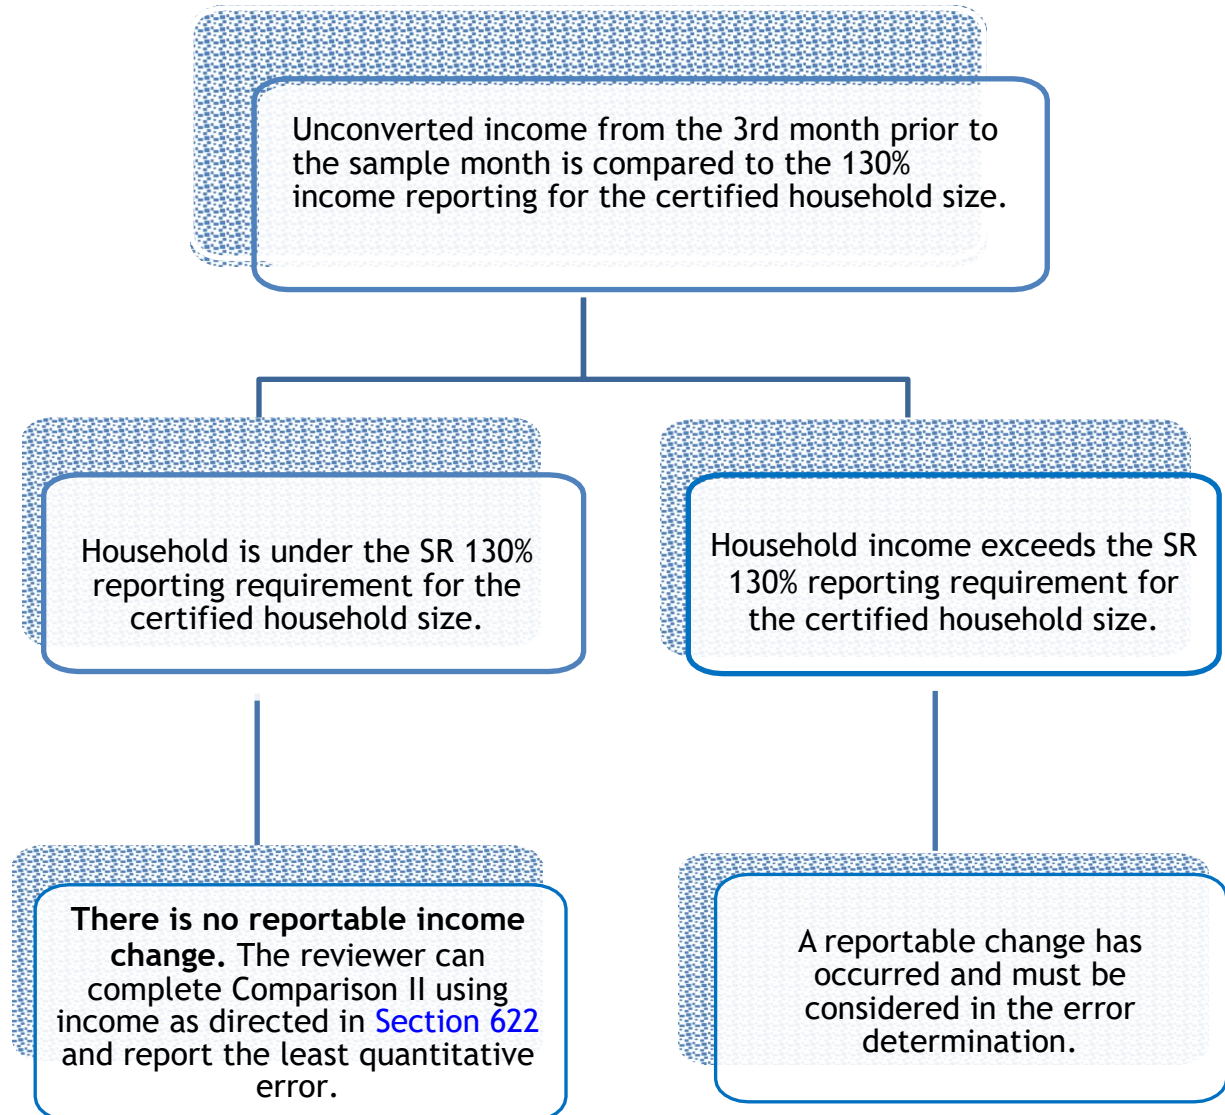 Unconverted income from the 3rd month prior to
the sample month is compared to the 130%
income reporting for the certified household size.
Household is under the SR 130%
reporting requirement for the
certified household size.
Household income exceeds the SR
130% reporting requirement for
the certified household size.
There is no reportable income
change. The reviewer can
complete Comparison II using
income as directed in Section 622
and report the least quantitative
error.
A reportable change has
occurred and must be
considered in the error
determination.